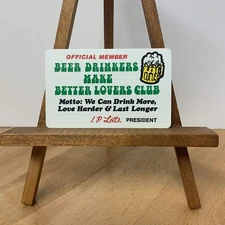 OFFICIAL MEMBER
BEER DRINKERS
MAKE
BETTER LOVERS CLUB
Motto: We Can Drink More,
Love Harder & Last Longer
I.P. Lotts, PRESIDENT